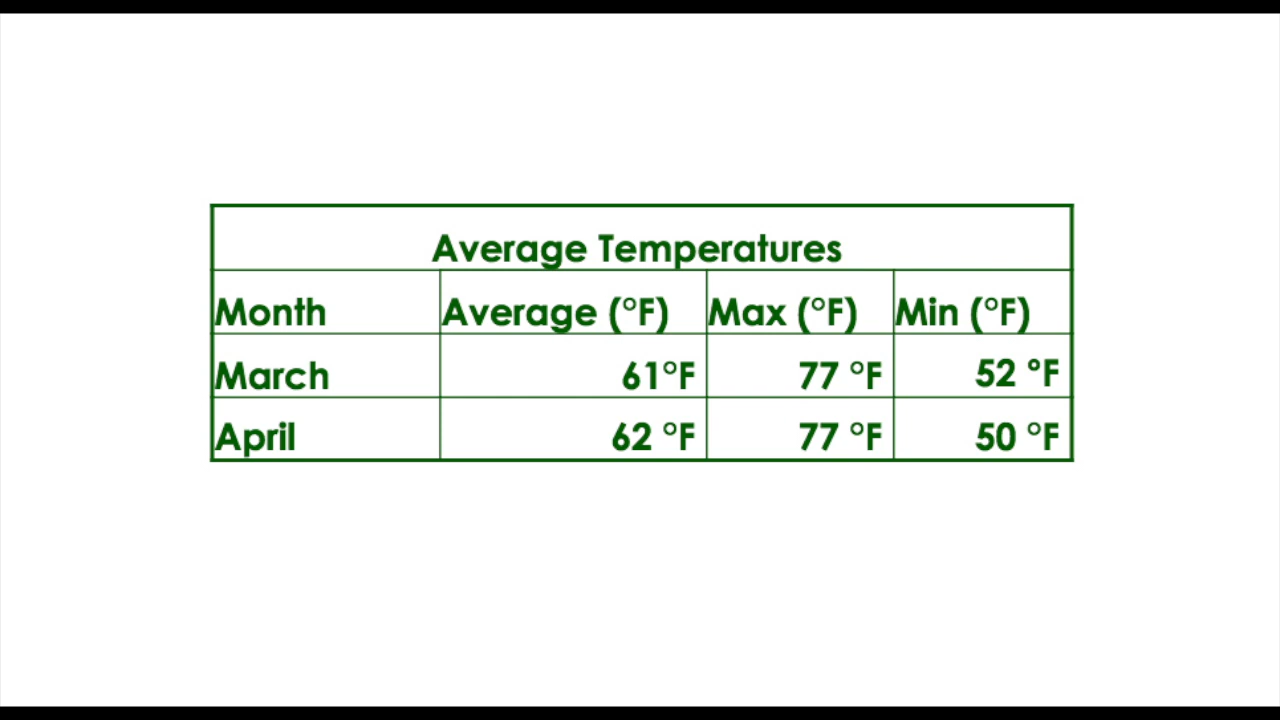 Average Temperatures
Month Average (°F) Max (°F) Min (°F)
March 61°F 77 °F 52 °F
April 62 °F 77 °F 50 °F